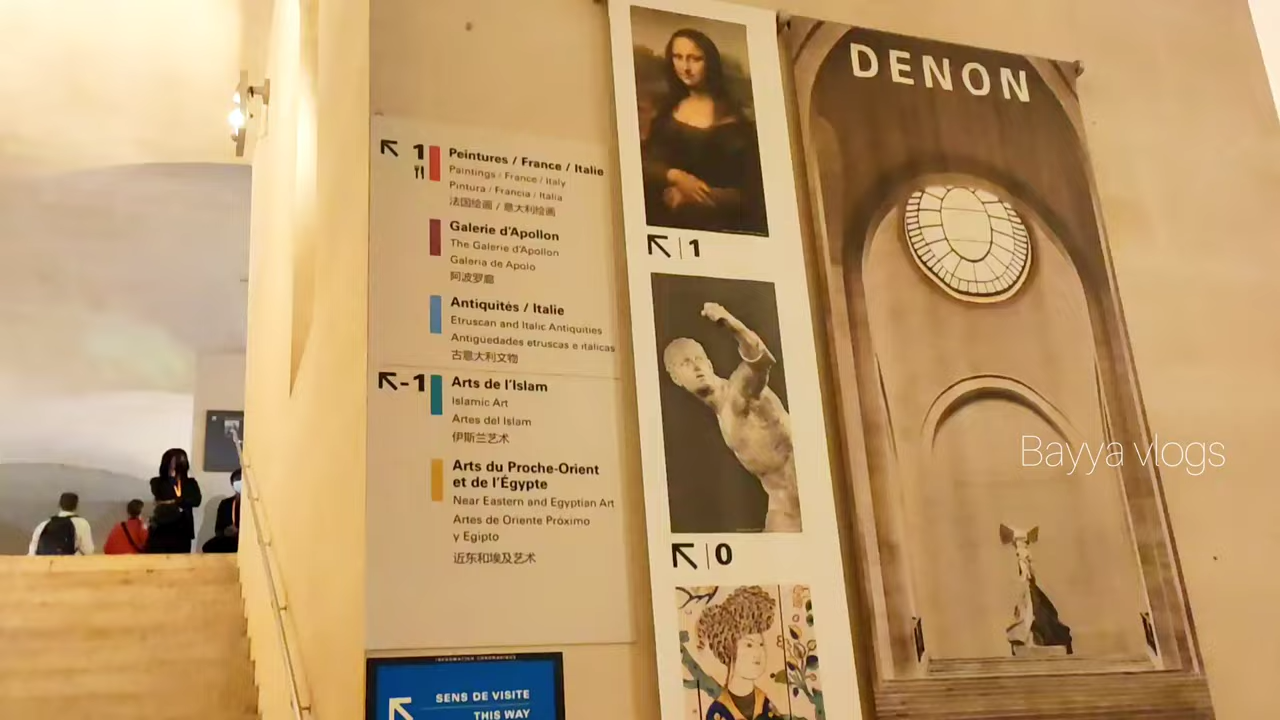 DENON
1
Peintures / France / Italie
Paintings / France / Italy
Pintura / Francia / Italia
法国绘画 / 意大利绘画
Galerie d'Apollon
The Galerie d'Apollon
Galería de Apolo
阿波罗廊
Antiquités / Italie
Etruscan and Italic Antiquities
Antigüedades etruscas e itálicas
古意大利文物
-1
Arts de l'Islam
Islamic Art
Artes del Islam
伊斯兰艺术
Arts du Proche-Orient
et de l'Égypte
Near Eastern and Egyptian Art
Artes de Oriente Próximo
y Egipto
近东和埃及艺术
1
0
SENS DE VISITE
THIS WAY
Bayya vlogs